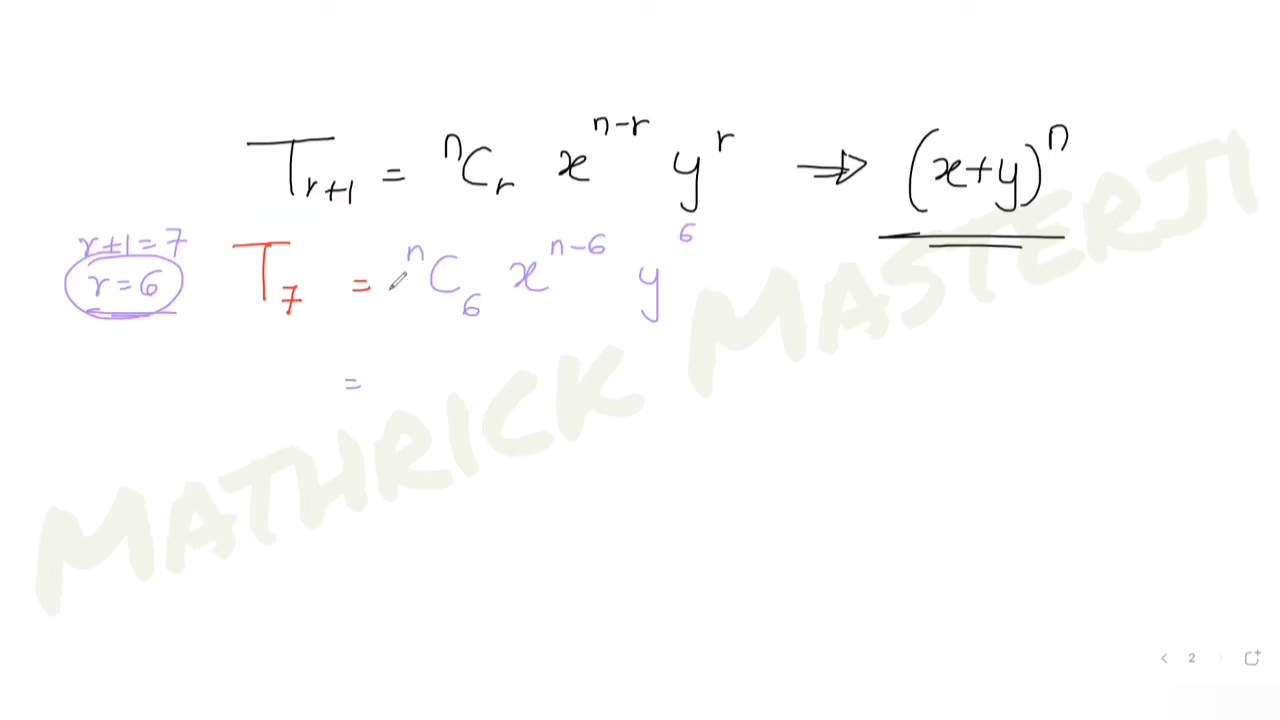 T_{r+1} = ^nC_r x^{n-r} y^r ⇒ (x+y)^n
r+1=7
r=6
T_7 = ^nC_6 x^{n-6} y^6
=
MATHRICK MASTERJI
< 2 >